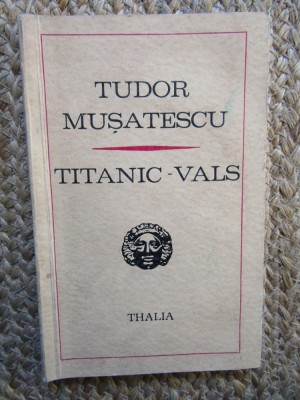 TUDOR
MUȘATESCU
TITANIC-VALS
THALIA